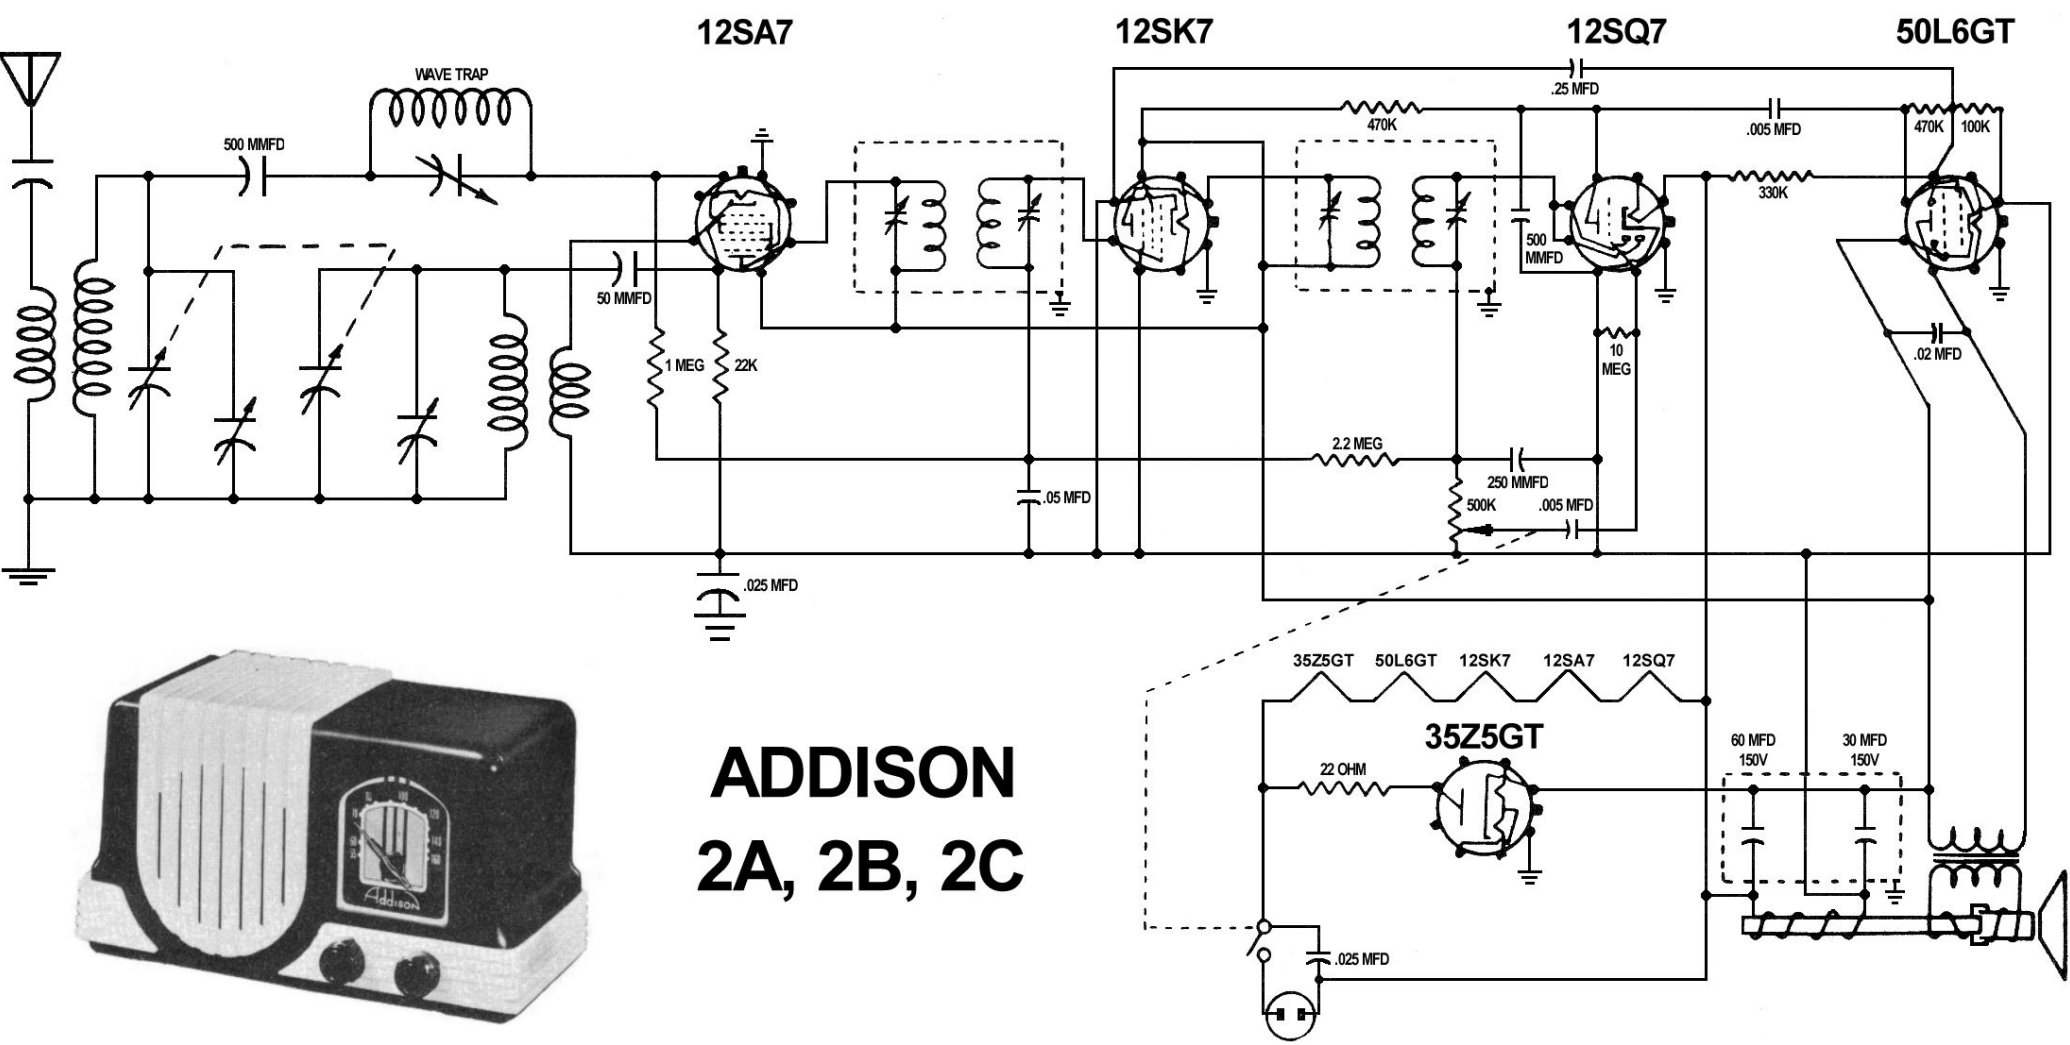 12SA7
12SK7
12SQ7
50L6GT
WAVE TRAP
.25 MFD
500 MMFD
470K
.005 MFD
470K
100K
330K
500
MMFD
50 MMFD
1 MEG
22K
10
MEG
.02 MFD
2.2 MEG
250 MMFD
.05 MFD
500K
.005 MFD
.025 MFD
35Z5GT
50L6GT
12SK7
12SA7
12SQ7
35Z5GT
22 OHM
60 MFD
150V
30 MFD
150V
.025 MFD
ADDISON
2A, 2B, 2C
Addison